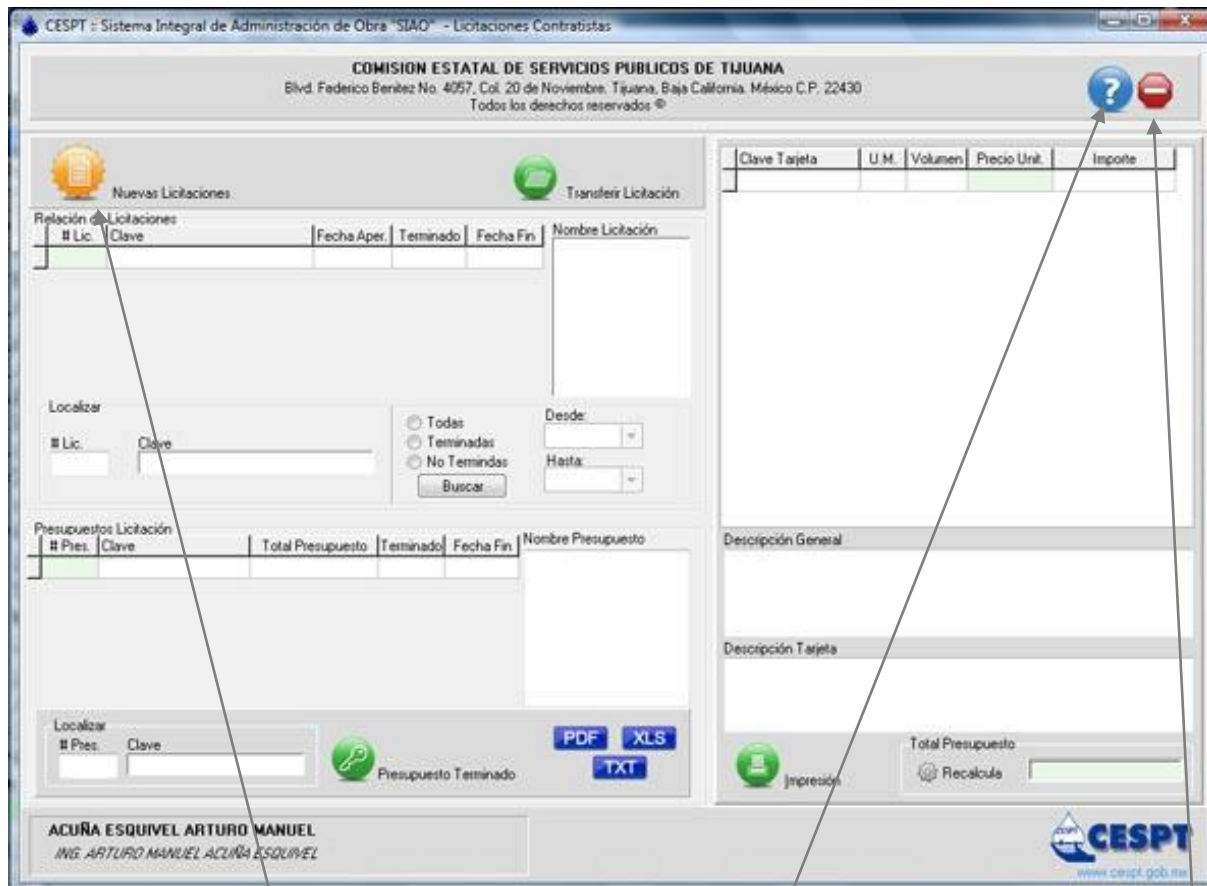 CESPT :: Sistema Integral de Administración de Obra "SIAO" - Licitaciones Contratistas
COMISION ESTATAL DE SERVICIOS PUBLICOS DE TIJUANA
Blvd. Federico Benitez No. 4057, Col. 20 de Noviembre. Tijuana, Baja California. México C.P. 22430
Todos los derechos reservados ©
Nuevas Licitaciones
Transferir Licitación
Relación de Licitaciones
# Lic. Clave Fecha Aper. Terminado Fecha Fin
Nombre Licitación
Localizar
# Lic. Clave
Todas
Terminadas
No Termindas
Buscar
Desde:
Hasta:
Presupuestos Licitación
# Pres. Clave Total Presupuesto Terminado Fecha Fin
Nombre Presupuesto
Localizar
# Pres. Clave
Presupuesto Terminado
PDF XLS
TXT
Clave Tarjeta U.M. Volumen Precio Unit. Importe
Descripción General
Descripción Tarjeta
Impresión
Total Presupuesto
Recalcula
ACUÑA ESQUIVEL ARTURO MANUEL
ING. ARTURO MANUEL ACUÑA ESQUIVEL
CESPT
www.cespt.gob.mx